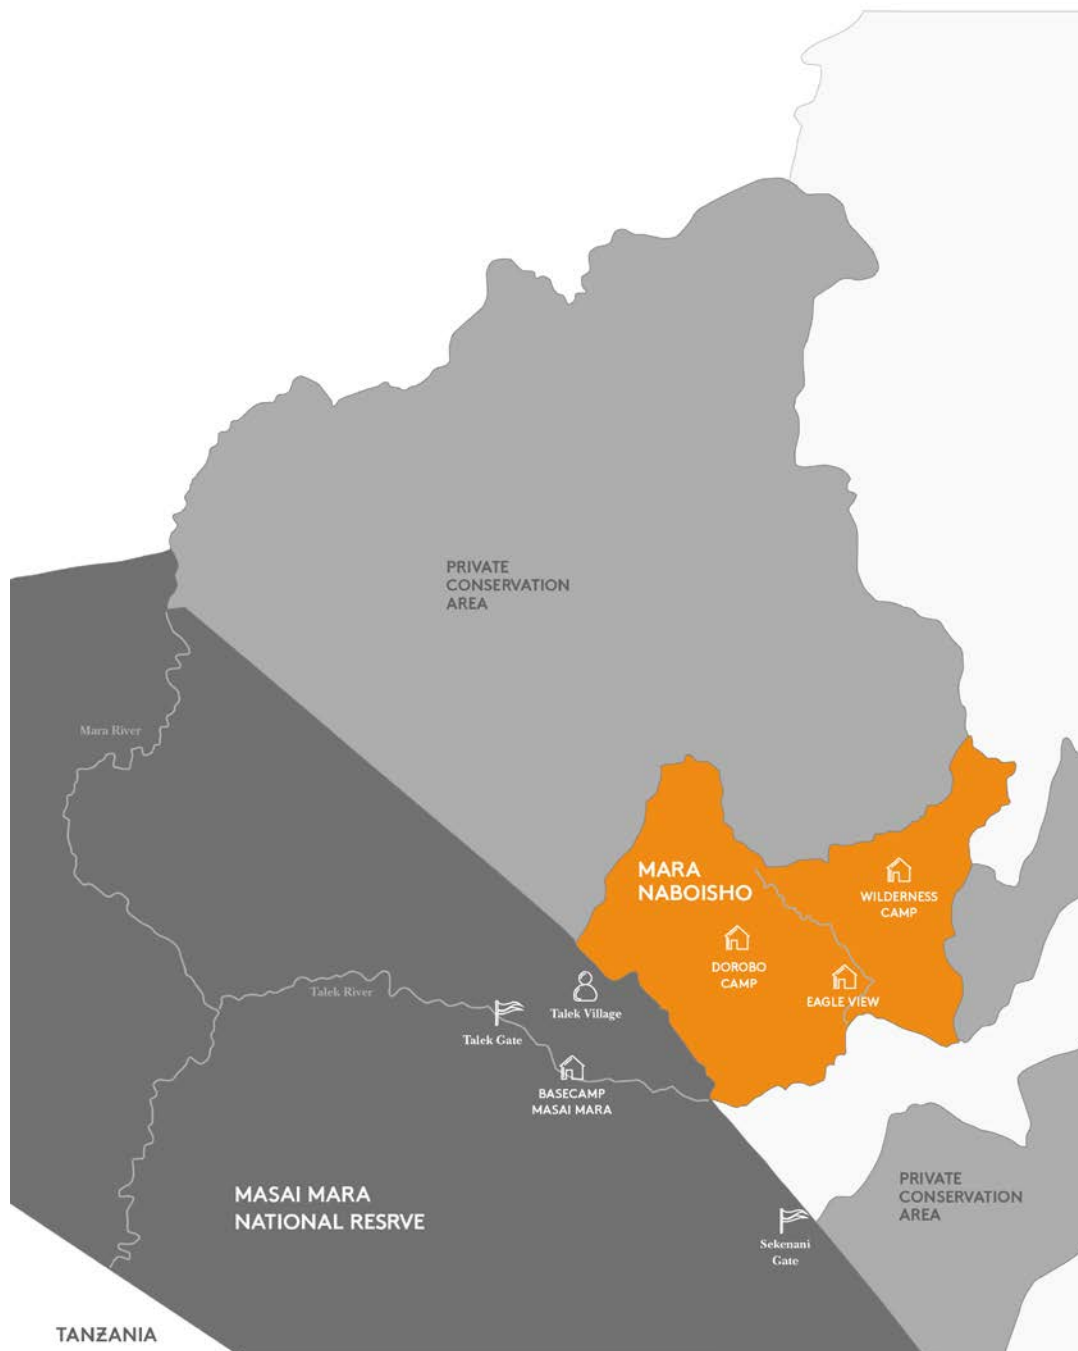 PRIVATE
CONSERVATION
AREA
Mara River
MARA
NABOISHO
WILDERNESS
CAMP
DOROBO
CAMP
EAGLE VIEW
Talek River
Talek Village
Talek Gate
BASECAMP
MASAI MARA
MASAI MARA
NATIONAL RESRVE
PRIVATE
CONSERVATION
AREA
Sekenani
Gate
TANZANIA